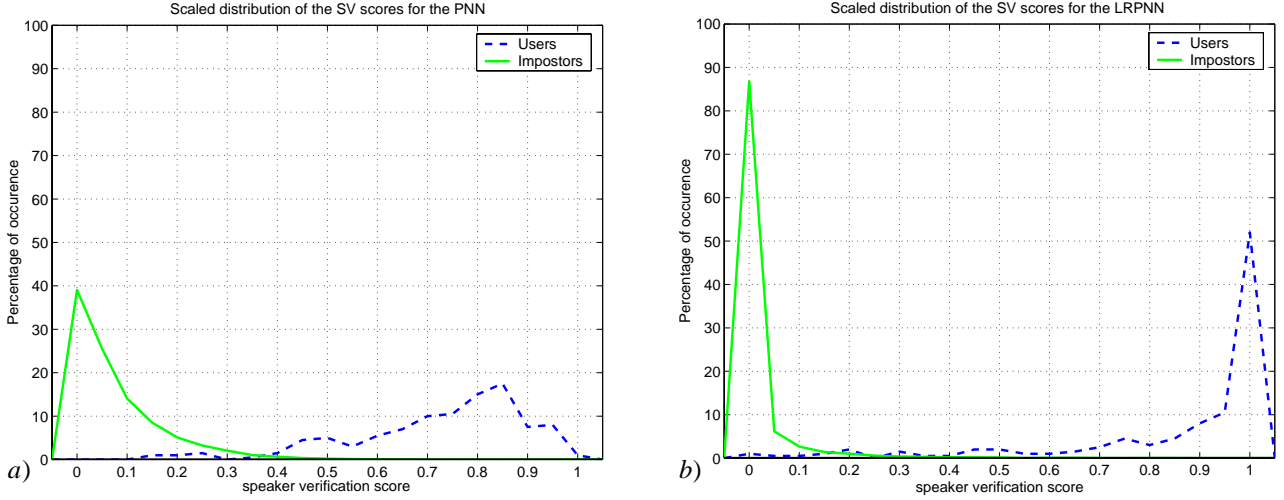 Scaled distribution of the SV scores for the PNN
100
90
80
70
60
50
40
30
20
10
0
Percentage of occurence
Users
Impostors
0 0.1 0.2 0.3 0.4 0.5 0.6 0.7 0.8 0.9 1
speaker verification score
a)
Scaled distribution of the SV scores for the LRPNN
100
90
80
70
60
50
40
30
20
10
0
Percentage of occurence
Users
Impostors
0 0.1 0.2 0.3 0.4 0.5 0.6 0.7 0.8 0.9 1
speaker verification score
b)